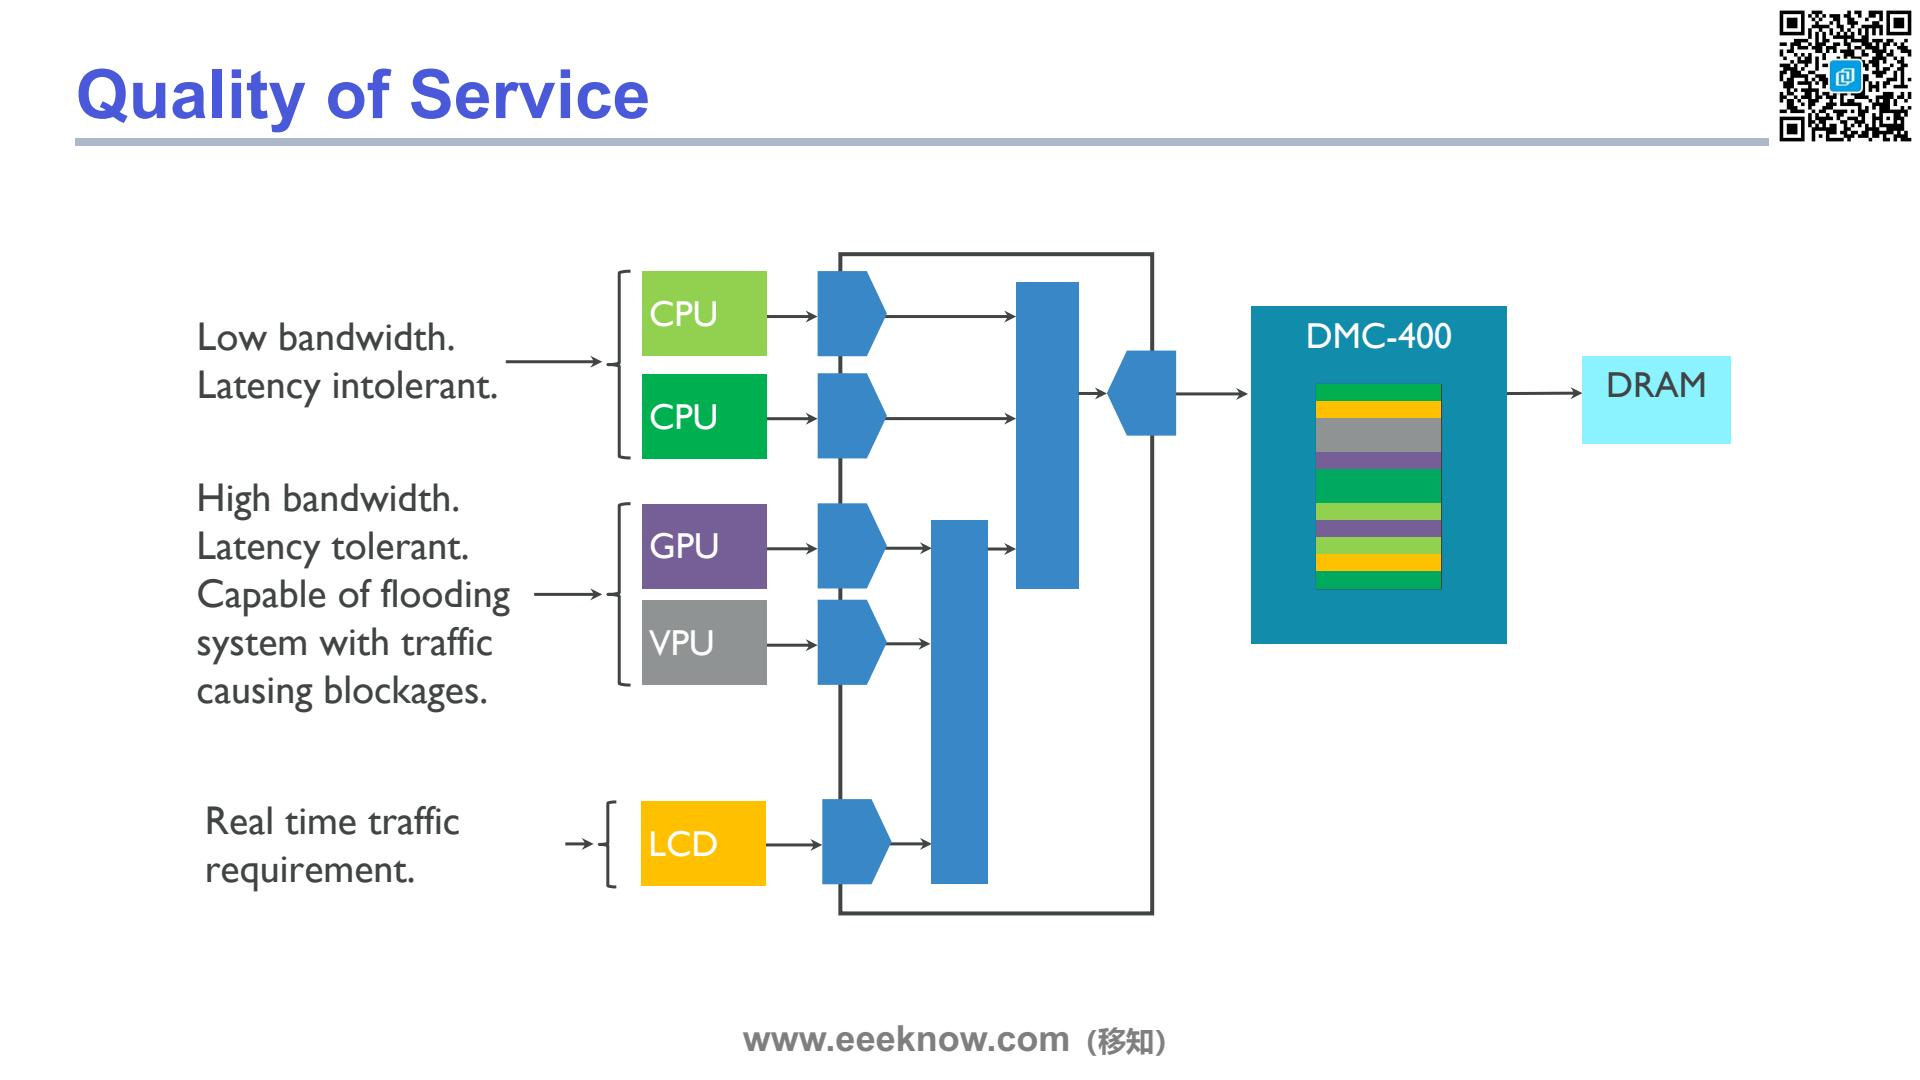 Quality of Service
Low bandwidth.
Latency intolerant.
CPU
CPU
High bandwidth.
Latency tolerant.
Capable of flooding
system with traffic
causing blockages.
GPU
VPU
Real time traffic
requirement.
LCD
DMC-400
DRAM
www.eeeknow.com (移知)